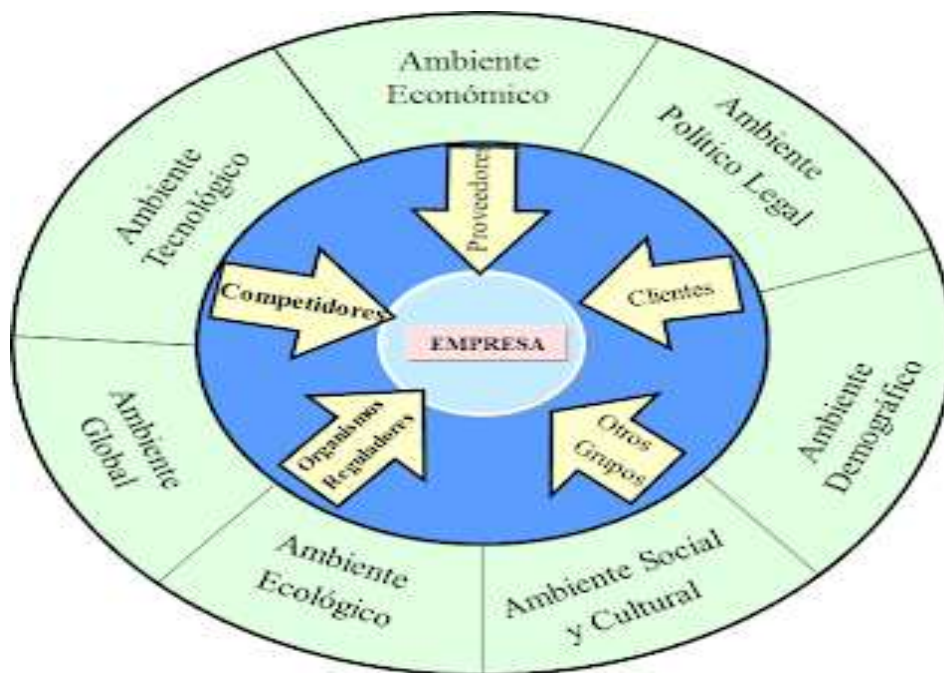 Ambiente
Económico
Ambiente
Político Legal
Ambiente
Tecnológico
Proveedores
Competidores
Clientes
EMPRESA
Ambiente
Demográfico
Ambiente
Global
Organismos
Reguladores
Otros
Grupos
Ambiente
Ecológico
Ambiente Social
y Cultural